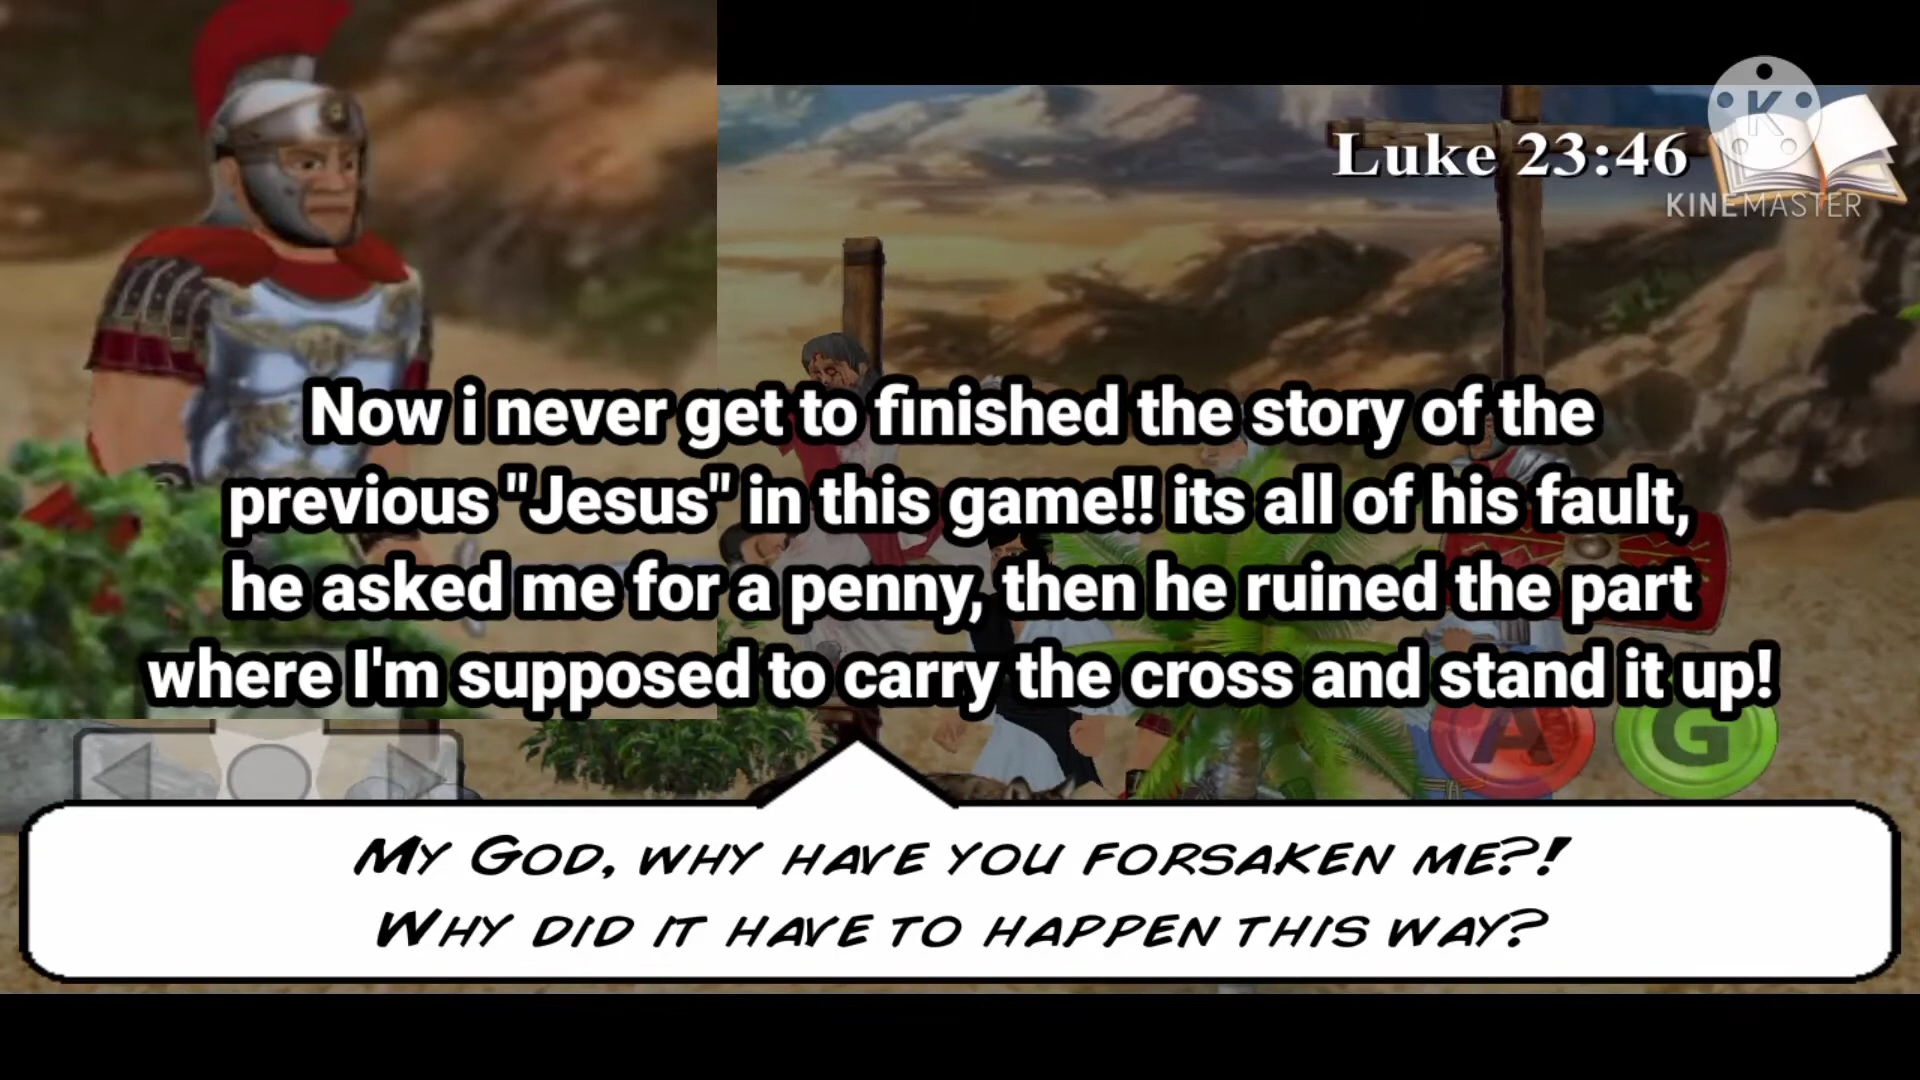 Luke 23:46
K
KINEMASTER
Now i never get to finished the story of the
previous "Jesus" in this game!! its all of his fault,
he asked me for a penny, then he ruined the part
where I'm supposed to carry the cross and stand it up!
A G
MY GOD, WHY HAVE YOU FORSAKEN ME?!
WHY DID IT HAVE TO HAPPEN THIS WAY?